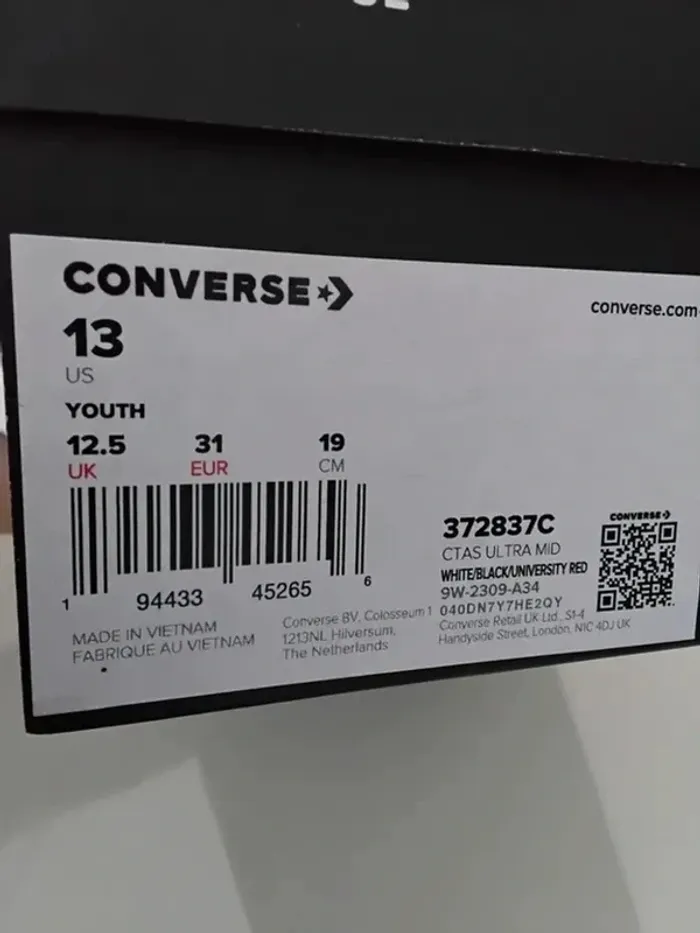 CONVERSE
converse.com
13
US
YOUTH
12.5 31 19
UK EUR CM
1 94433 45265 6
MADE IN VIETNAM
FABRIQUE AU VIETNAM
Converse BV, Colosseum 1
1213NL Hilversum,
The Netherlands
372837C
CTAS ULTRA MID
WHITE/BLACK/UNIVERSITY RED
9W-2309-A34
040DN7Y7HE2QY
Converse Retail UK Ltd., S1-4
Handyside Street, London, N1C 4DJ UK
CONVERSE